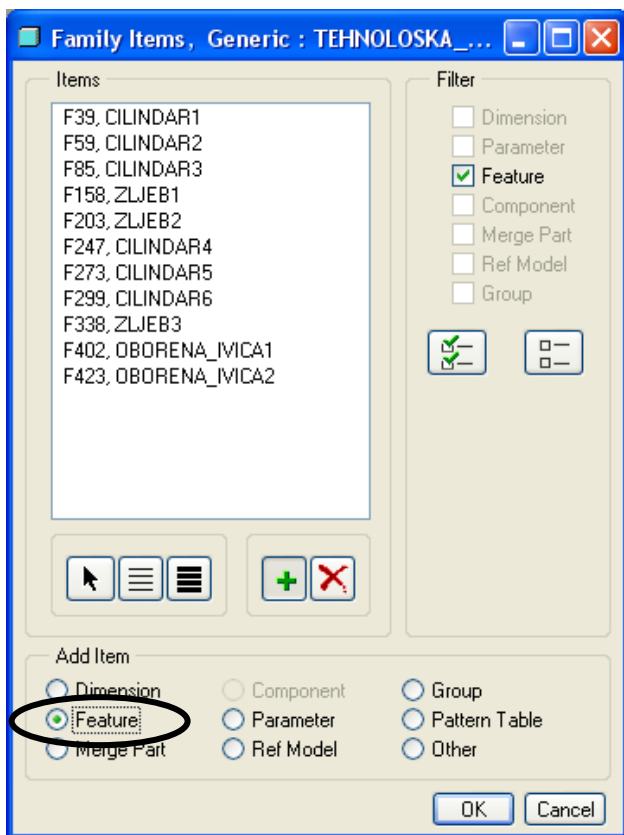 Family Items, Generic : TEHNOLOSKA_...
Items
F39, CILINDAR1
F59, CILINDAR2
F85, CILINDAR3
F158, ZLJEB1
F203, ZLJEB2
F247, CILINDAR4
F273, CILINDAR5
F299, CILINDAR6
F338, ZLJEB3
F402, OBORENA_IVICA1
F423, OBORENA_IVICA2
Filter
Dimension
Parameter
Feature
Component
Merge Part
Ref Model
Group
Add Item
Dimension
Component
Group
Feature
Parameter
Pattern Table
Merge Part
Ref Model
Other
OK
Cancel